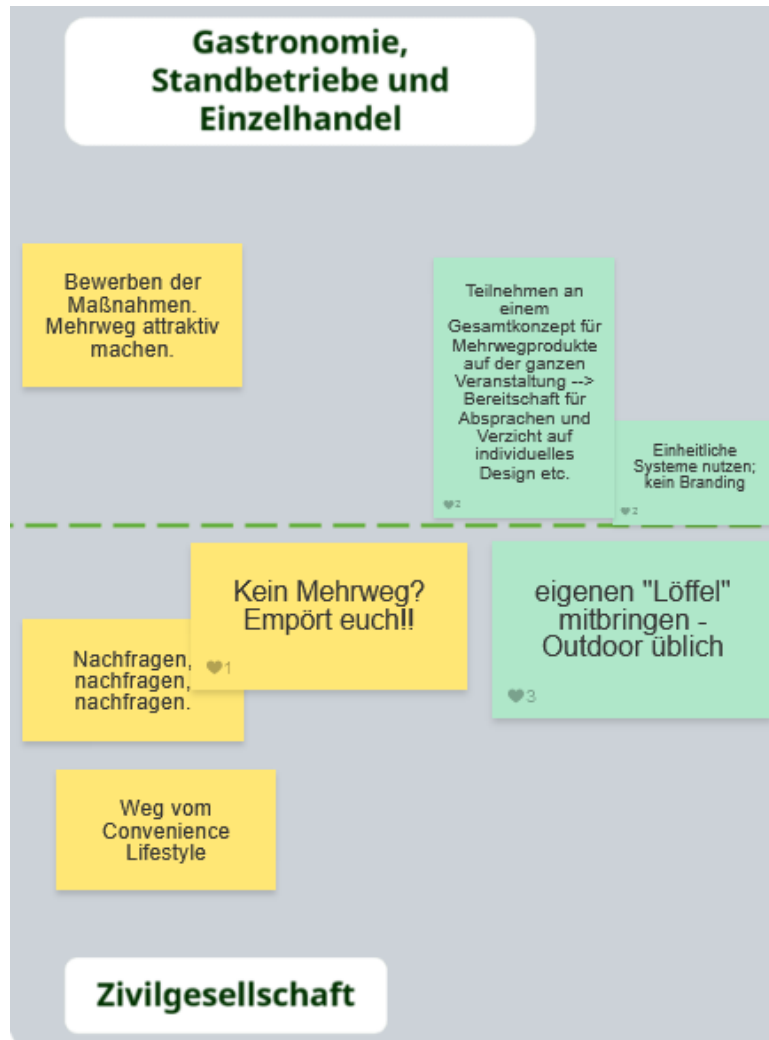 Gastronomie,
Standbetriebe und
Einzelhandel
Bewerben der
Maßnahmen.
Mehrweg attraktiv
machen.
Teilnehmen an
einem
Gesamtkonzept für
Mehrwegprodukte
auf der ganzen
Veranstaltung -->
Bereitschaft für
Absprachen und
Verzicht auf
individuelles
Design etc.
2
Einheitliche
Systeme nutzen;
kein Branding
2
Kein Mehrweg?
Empört euch!!
1
eigenen "Löffel"
mitbringen -
Outdoor üblich
3
Nachfragen,
nachfragen,
nachfragen.
Weg vom
Convenience
Lifestyle
Zivilgesellschaft